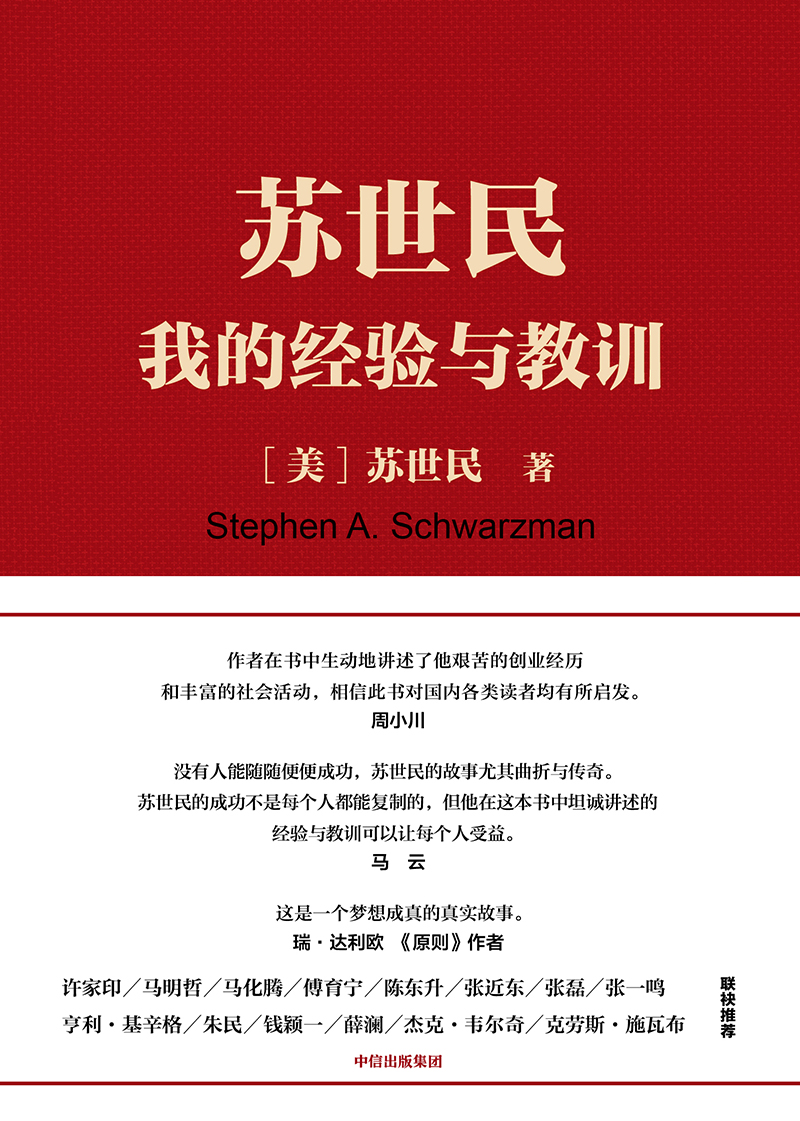 苏世民
我的经验与教训
［美］苏世民 著
Stephen A. Schwarzman
作者在书中生动地讲述了他艰苦的创业经历
和丰富的社会活动，相信此书对国内各类读者均有所启发。
周小川
没有人能随随便便成功，苏世民的故事尤其曲折与传奇。
苏世民的成功不是每个人都能复制的，但他在这本书中坦诚讲述的
经验与教训可以让每个人受益。
马 云
这是一个梦想成真的真实故事。
瑞·达利欧 《原则》作者
许家印／马明哲／马化腾／傅育宁／陈东升／张近东／张磊／张一鸣
亨利·基辛格／朱民／钱颖一／薛澜／杰克·韦尔奇／克劳斯·施瓦布
联袂推荐
中信出版集团